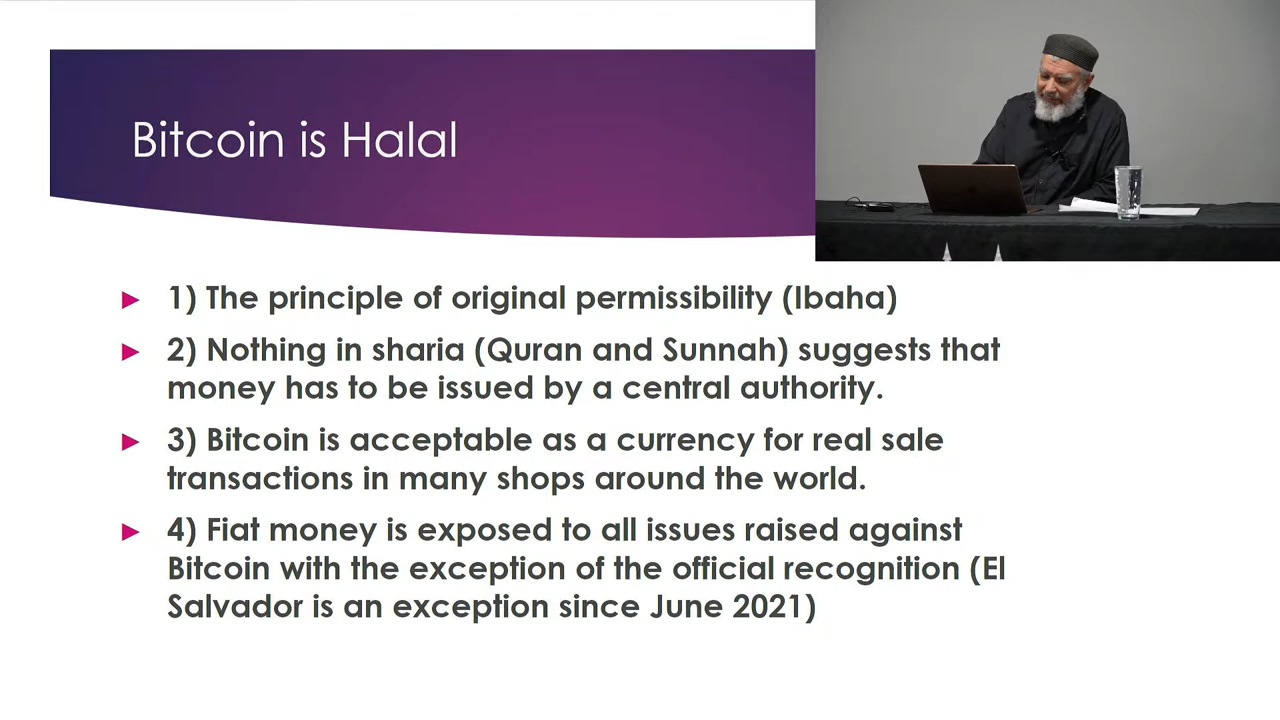 Bitcoin is Halal
1) The principle of original permissibility (Ibaha)
2) Nothing in sharia (Quran and Sunnah) suggests that
money has to be issued by a central authority.
3) Bitcoin is acceptable as a currency for real sale
transactions in many shops around the world.
4) Fiat money is exposed to all issues raised against
Bitcoin with the exception of the official recognition (El
Salvador is an exception since June 2021)